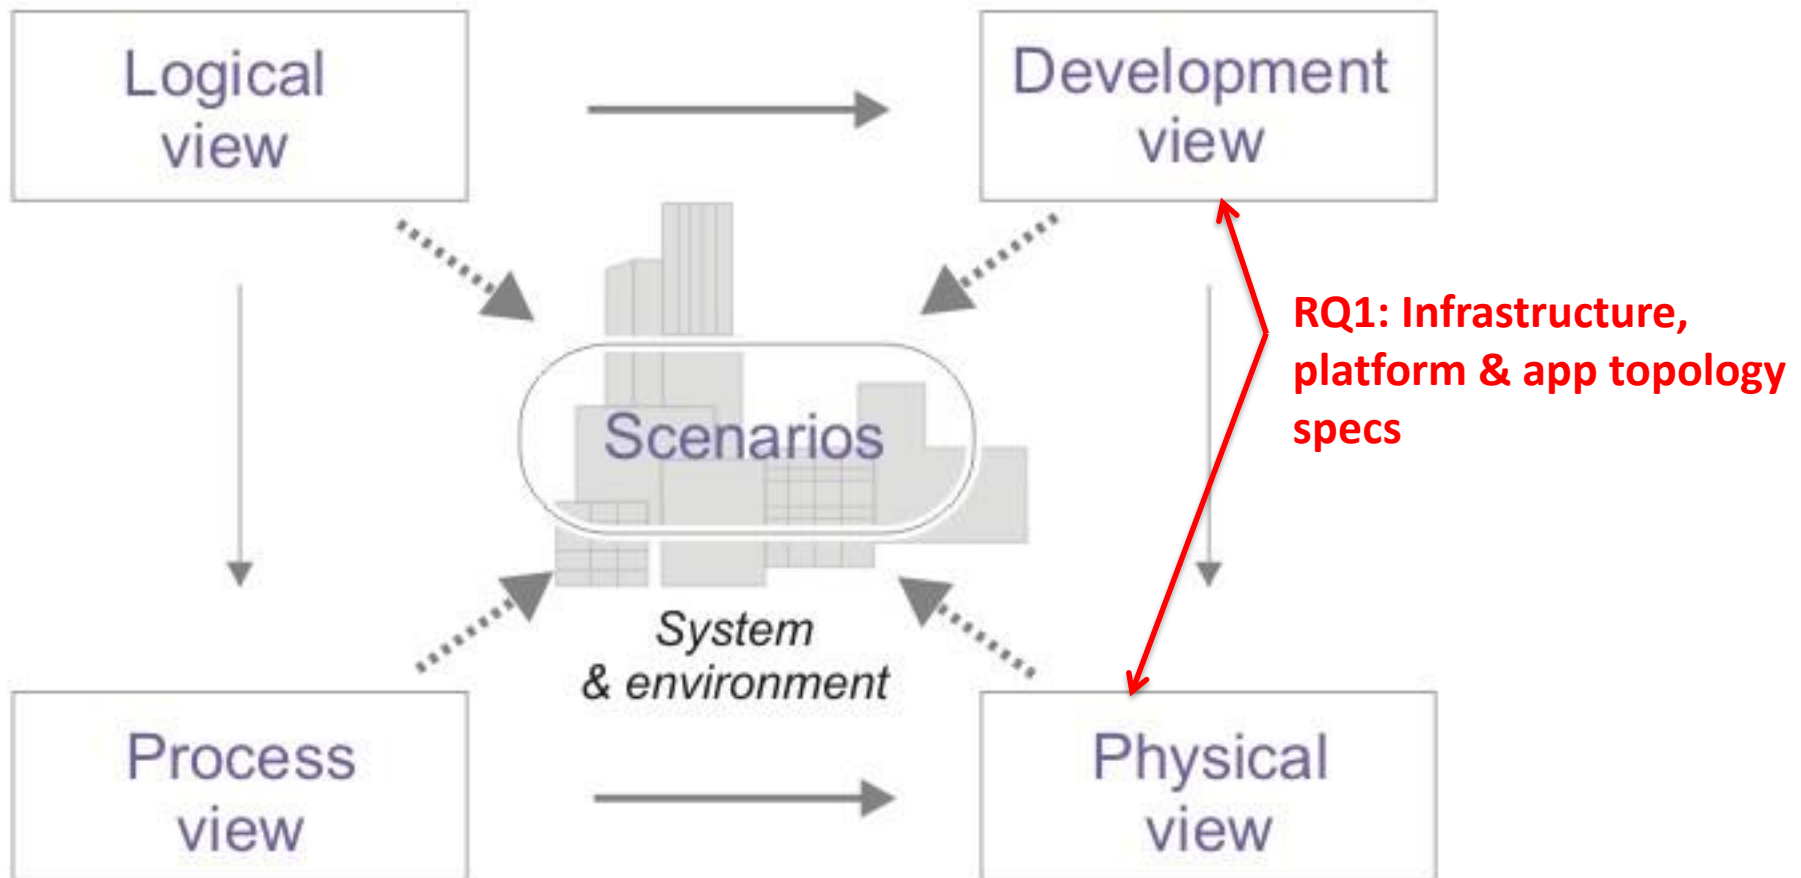 Logical
view
Development
view
RQ1: Infrastructure,
platform & app topology
specs
Scenarios
System
& environment
Process
view
Physical
view